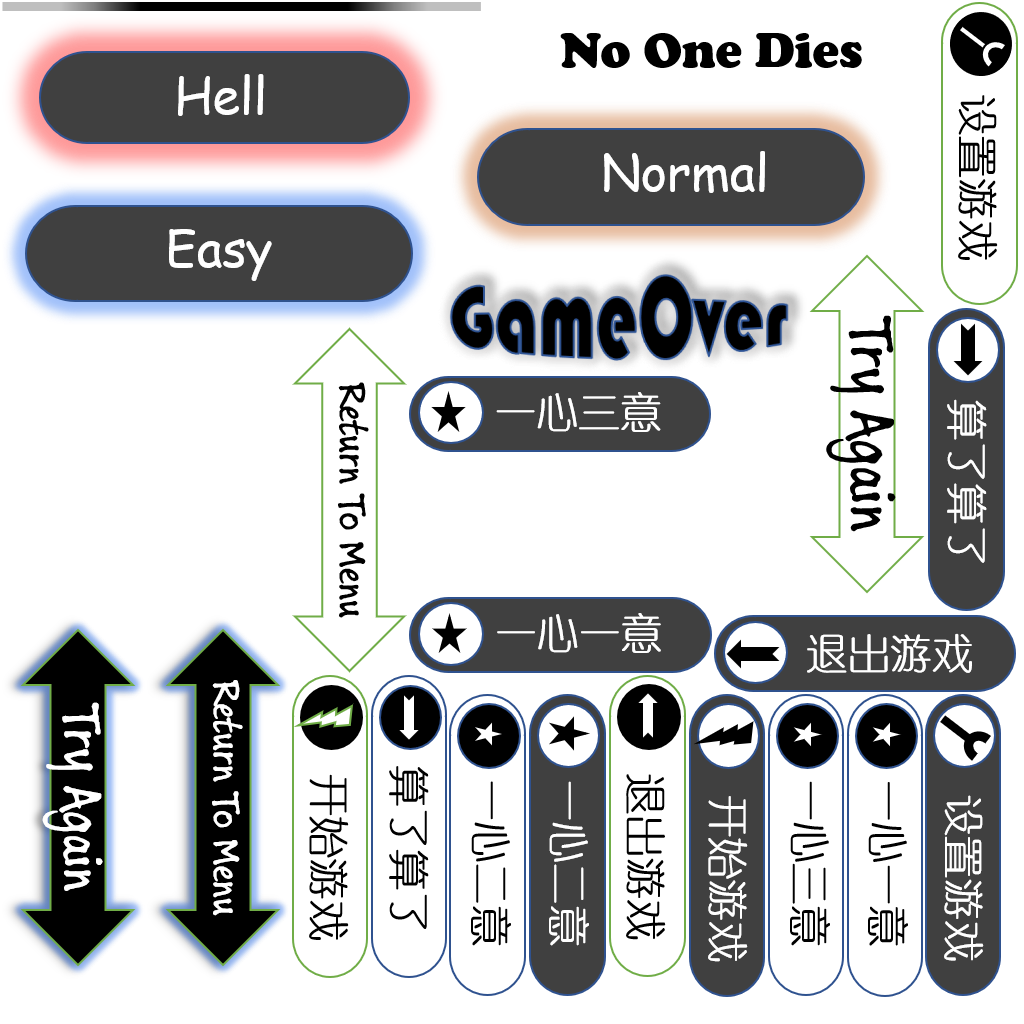 Hell
No One Dies
设置游戏
Normal
Easy
GameOver
Try Again
算了算了
Return To Menu
一心三意
一心一意
退出游戏
Try Again
Return To Menu
开始游戏
算了算了
一心二意
一心二意
退出游戏
开始游戏
一心三意
一心一意
设置游戏